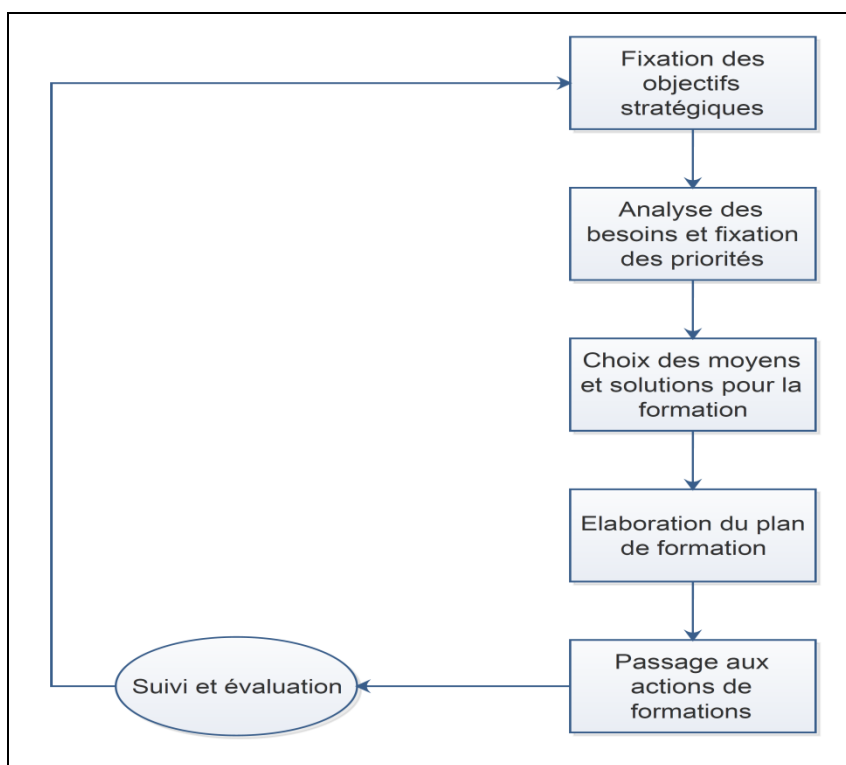 Fixation des
objectifs
stratégiques
Analyse des
besoins et fixation
des priorités
Choix des moyens
et solutions pour la
formation
Elaboration du plan
de formation
Passage aux
actions de
formations
Suivi et évaluation